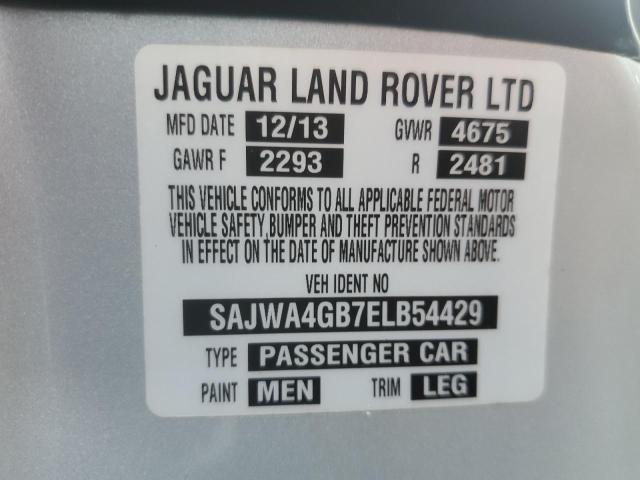 JAGUAR LAND ROVER LTD
MFD DATE 12/13 GVWR 4675
GAWR F 2293 R 2481
THIS VEHICLE CONFORMS TO ALL APPLICABLE FEDERAL MOTOR
VEHICLE SAFETY, BUMPER AND THEFT PREVENTION STANDARDS
IN EFFECT ON THE DATE OF MANUFACTURE SHOWN ABOVE.
VEH IDENT NO
SAJWA4GB7ELB54429
TYPE PASSENGER CAR
PAINT MEN TRIM LEG